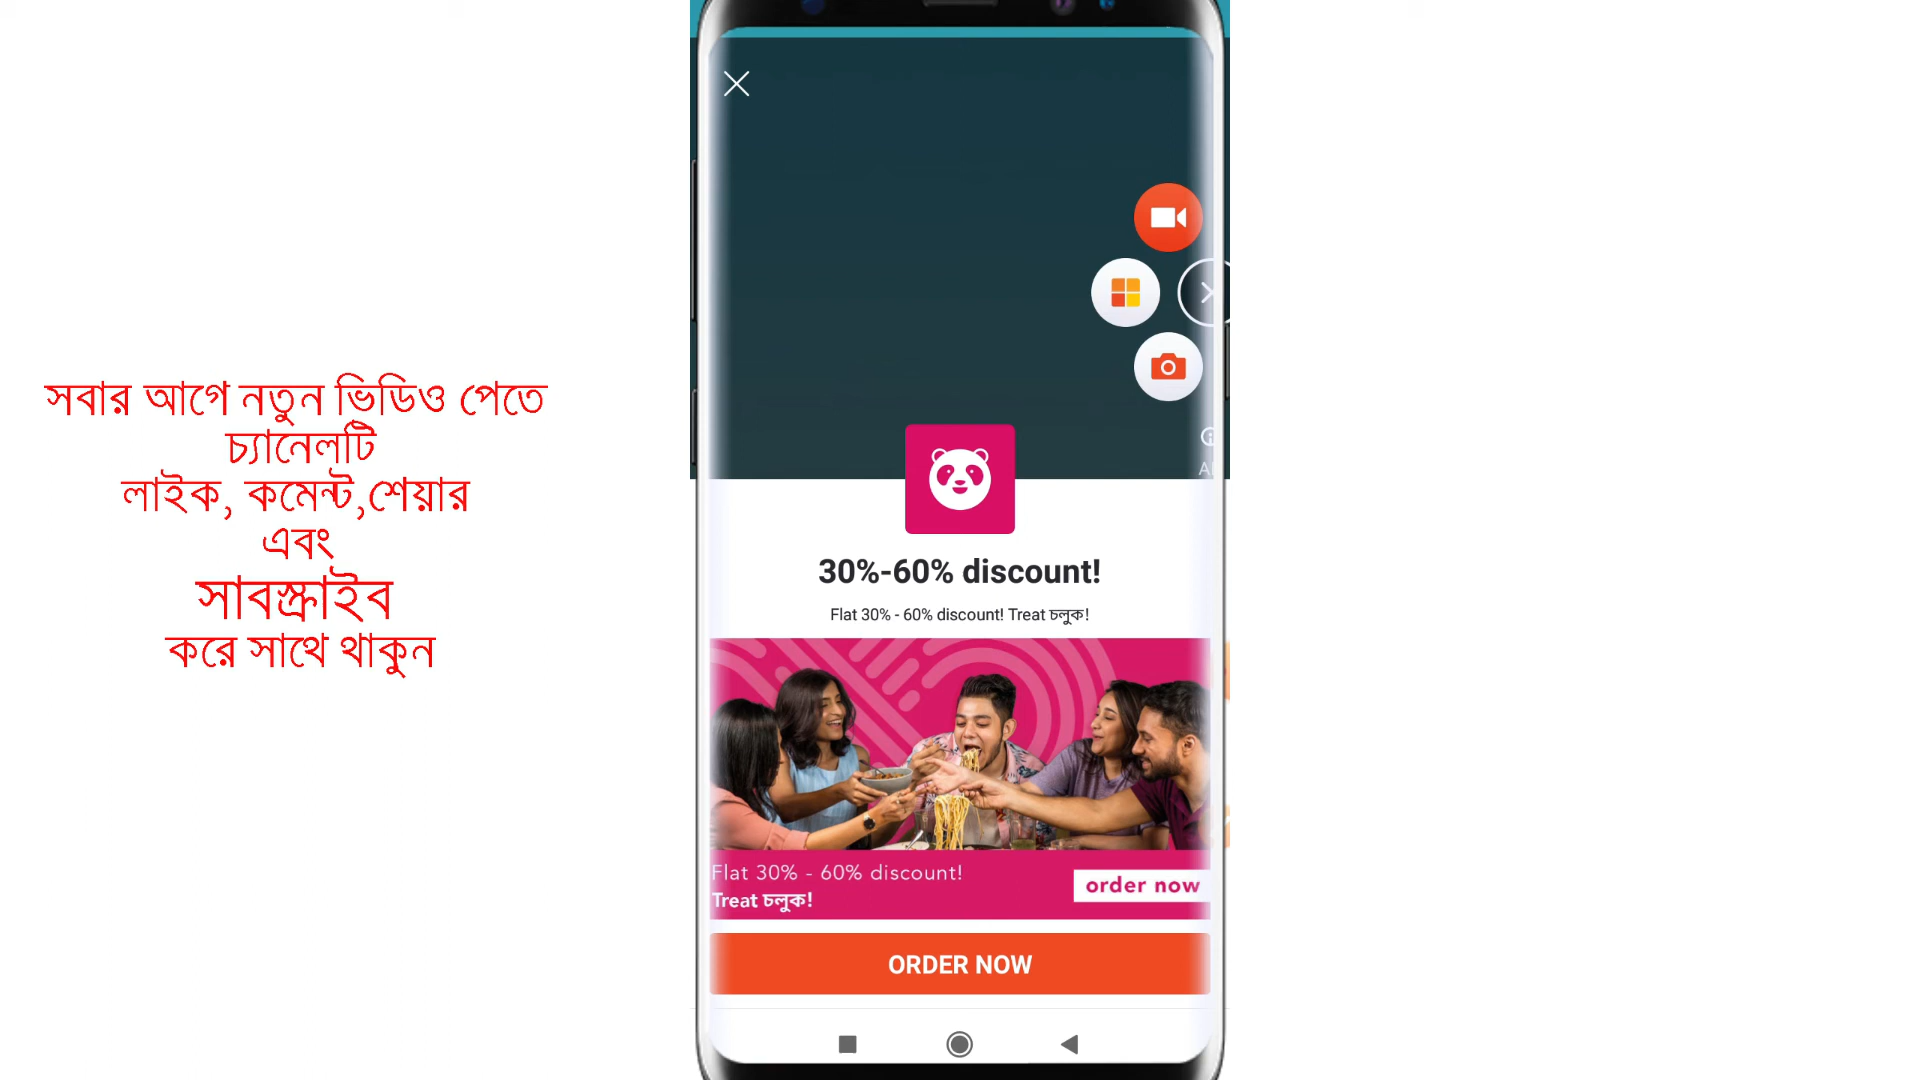 সবার আগে নতুন ভিডিও পেতে
চ্যানেলটি
লাইক, কমেন্ট,শেয়ার
এবং
সাবস্ক্রাইব
করে সাথে থাকুন
30%-60% discount!
Flat 30% - 60% discount! Treat চলুক!
Flat 30% - 60% discount!
Treat চলুক!
order now
ORDER NOW